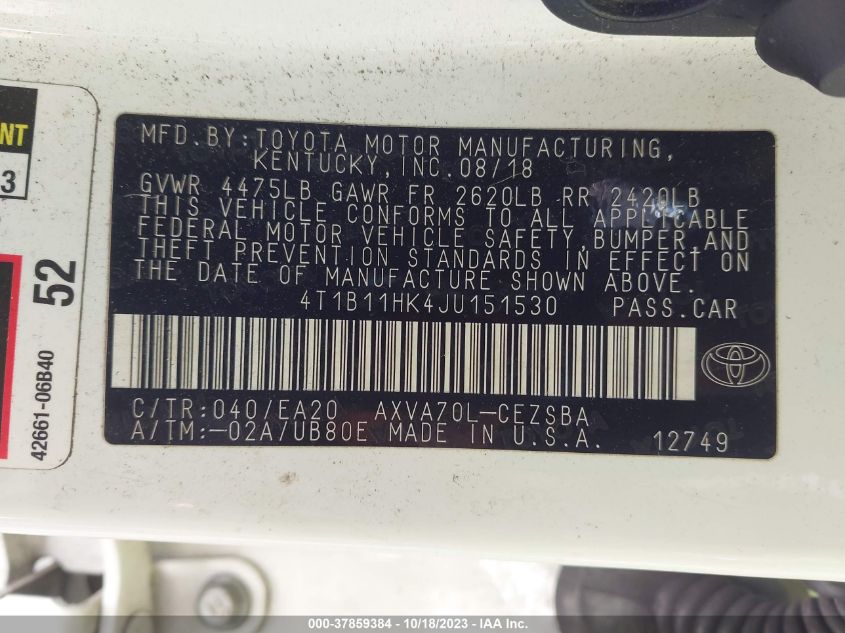 NT
3
52
42661-06B40
MFD.BY:TOYOTA MOTOR MANUFACTURING,
KENTUCKY,INC.08/18
GVWR 4475LB GAWR FR 2620LB RR 2420LB
THIS VEHICLE CONFORMS TO ALL APPLICABLE
FEDERAL MOTOR VEHICLE SAFETY,BUMPER,AND
THEFT PREVENTION STANDARDS IN EFFECT ON
THE DATE OF MANUFACTURE SHOWN ABOVE.
4T1B11HK4JU151530 PASS.CAR
C/TR:040/EA20 AXVA70L-CEZSBA
A/TM:-02A/UB80E MADE IN U.S.A. 12749
000-37859384 | 10/18/2023 - IAA Inc.